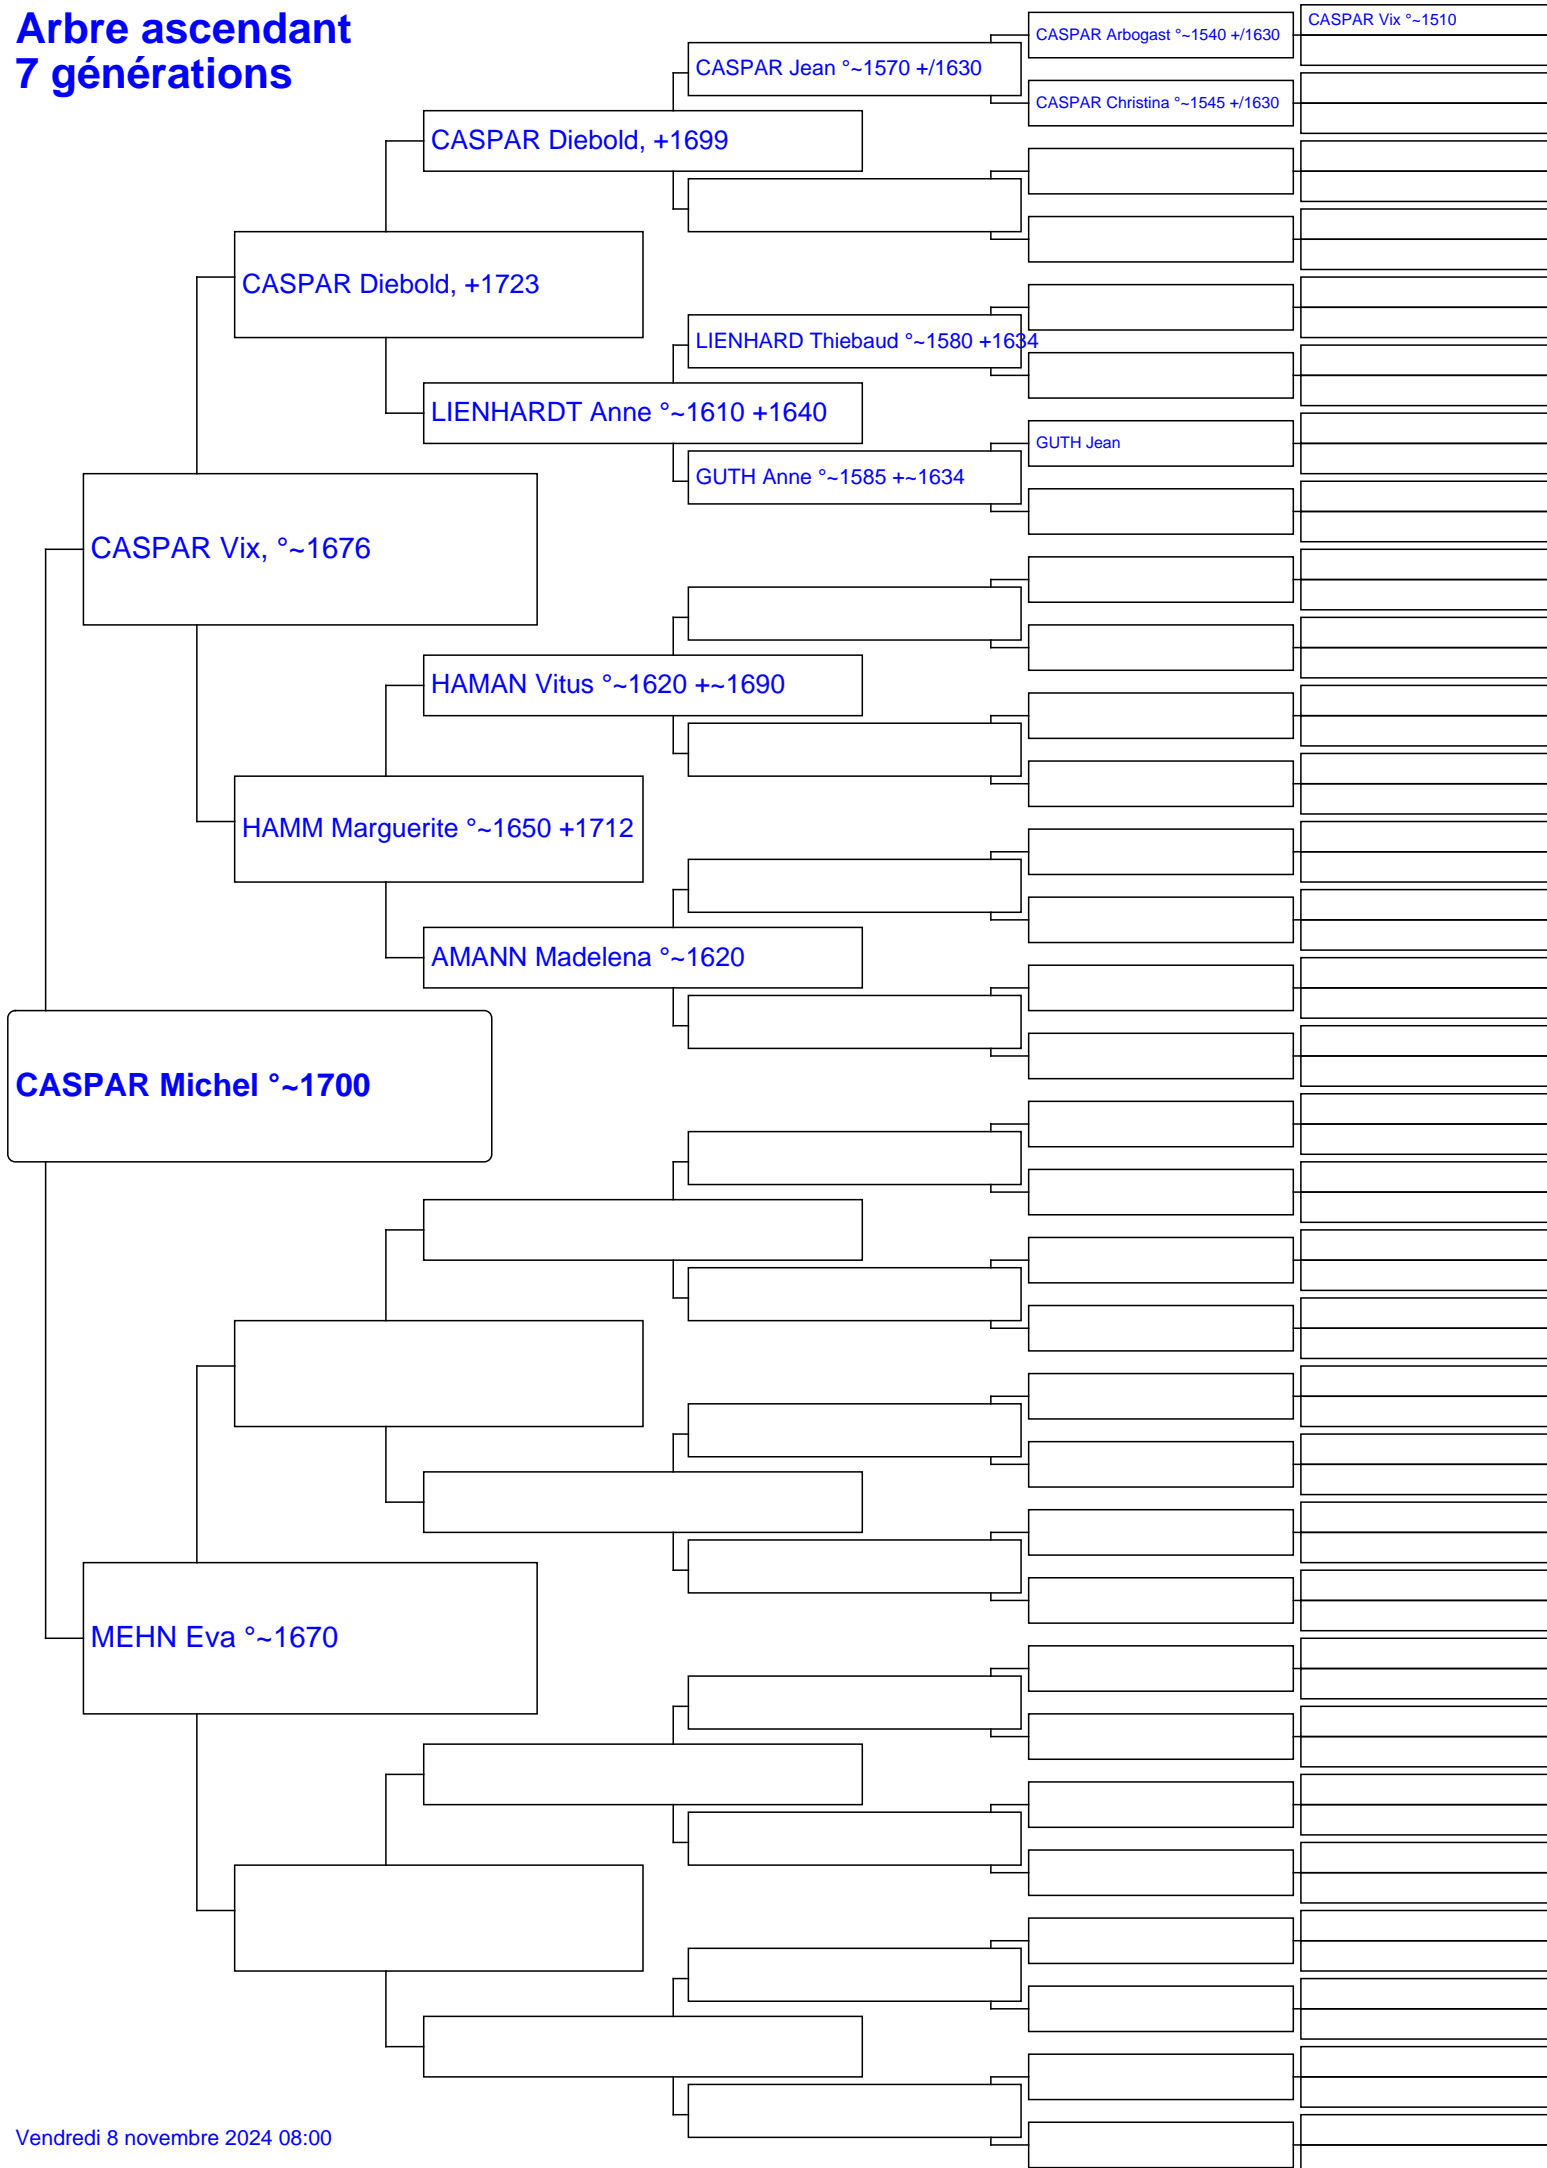 Arbre ascendant
7 générations
CASPAR Vix °~1510
CASPAR Arbogast °~1540 +/1630
CASPAR Jean °~1570 +/1630
CASPAR Christina °~1545 +/1630
CASPAR Diebold, +1699
CASPAR Diebold, +1723
LIENHARD Thiebaud °~1580 +1634
LIENHARDT Anne °~1610 +1640
GUTH Jean
GUTH Anne °~1585 +~1634
CASPAR Vix, °~1676
HAMAN Vitus °~1620 +~1690
HAMM Marguerite °~1650 +1712
AMANN Madelena °~1620
CASPAR Michel °~1700
MEHN Eva °~1670
Vendredi 8 novembre 2024 08:00